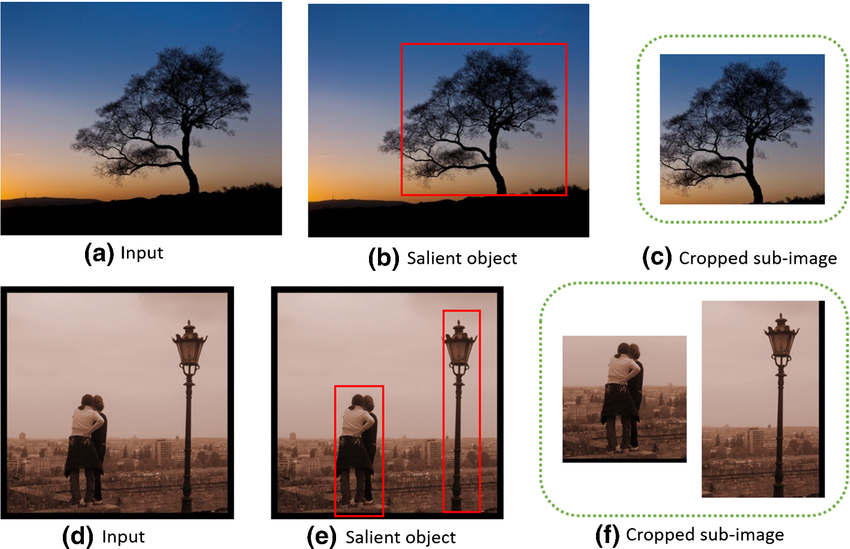 (a) Input
(b) Salient object
(c) Cropped sub-image
(d) Input
(e) Salient object
(f) Cropped sub-image